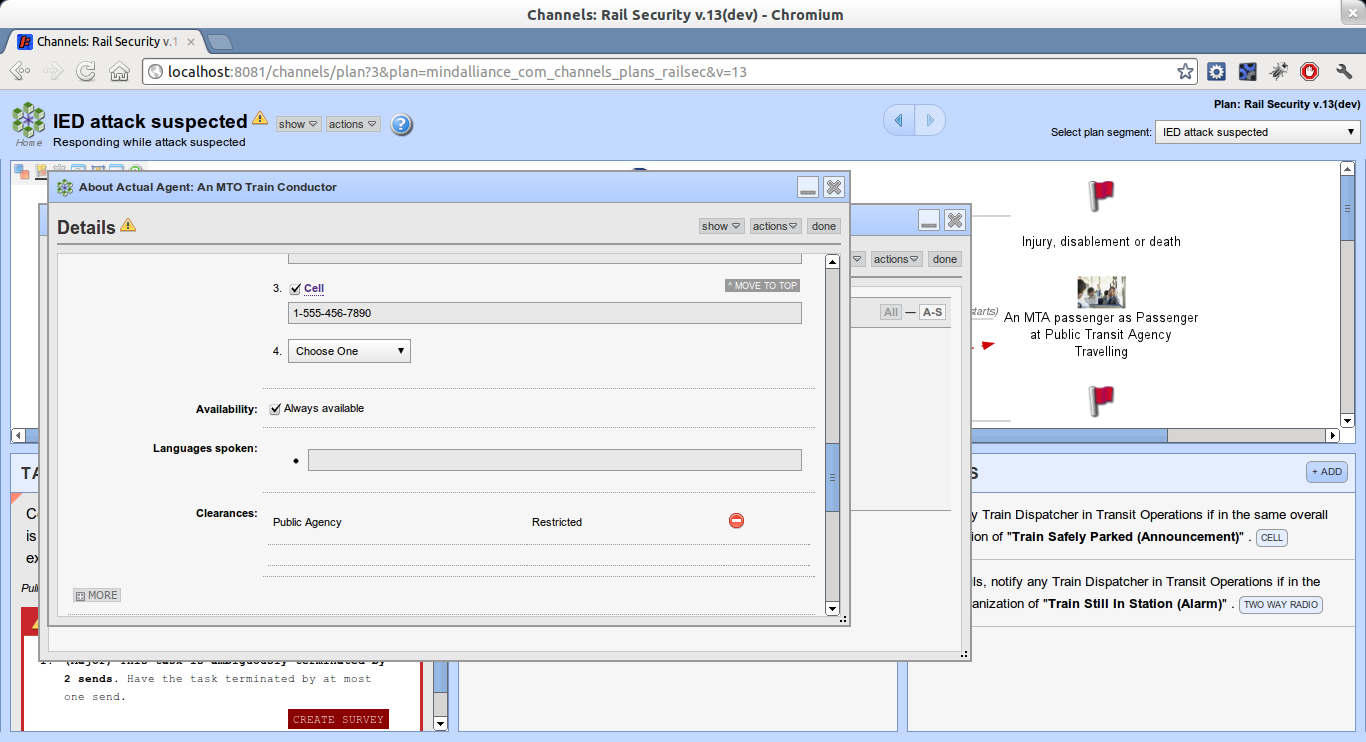 Channels: Rail Security v.13(dev) - Chromium
Channels: Rail Security v.1
localhost:8081/channels/plan?3&plan=mindalliance_com_channels_plans_railsec&v=13
Plan: Rail Security v.13(dev)
Home
IED attack suspected
show
actions
?
Responding while attack suspected
Select plan segment:
IED attack suspected
About Actual Agent: An MTO Train Conductor
Details
show
actions
done
3.
Cell
^ MOVE TO TOP
1-555-456-7890
4.
Choose One
Availability:
Always available
Languages spoken:
Clearances:
Public Agency
Restricted
MORE
actions
done
All — A-S
Injury, disablement or death
starts)
An MTA passenger as Passenger
at Public Transit Agency
Travelling
+ ADD
Train Dispatcher in Transit Operations if in the same overall
of "Train Safely Parked (Announcement)" .
CELL
notify any Train Dispatcher in Transit Operations if in the
of "Train Still In Station (Alarm)" .
TWO WAY RADIO
is
1. (Major) This task is ambiguously terminated by
2 sends. Have the task terminated by at most
one send.
CREATE SURVEY